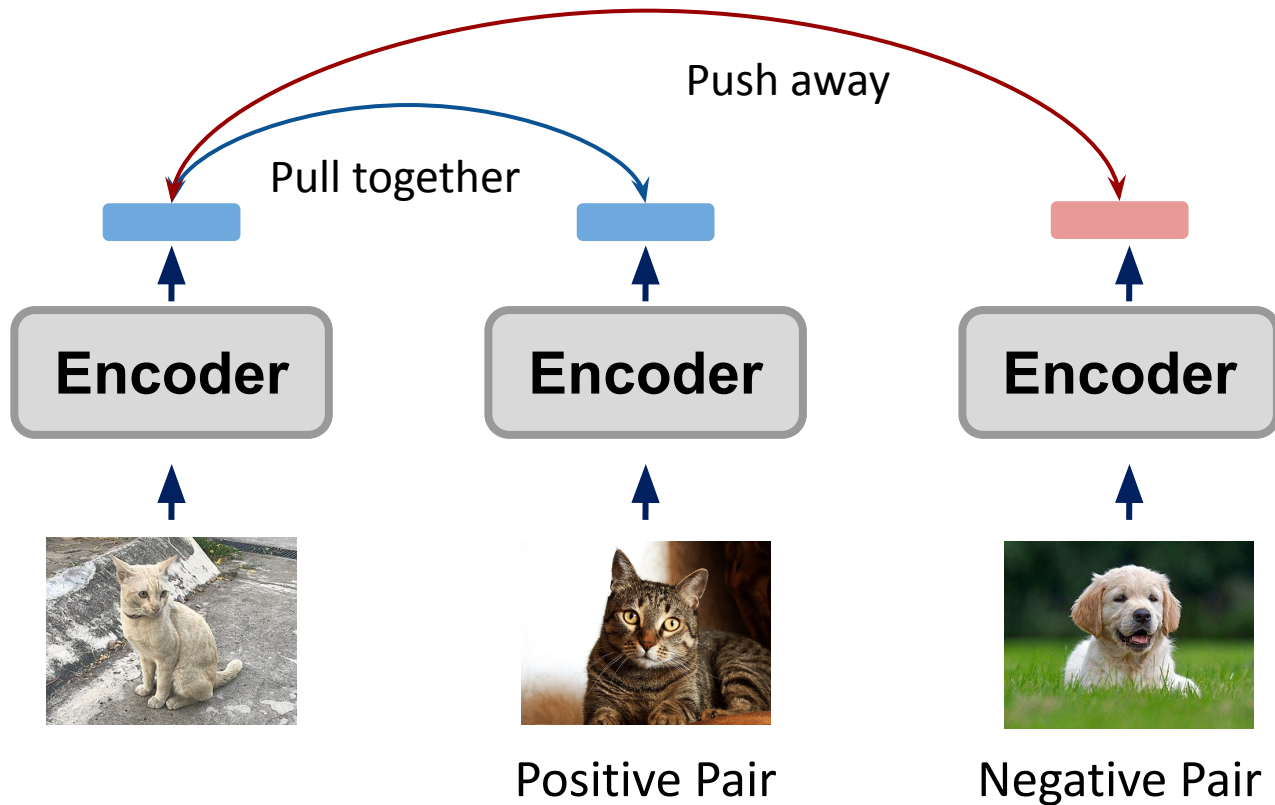 Push away
Pull together
Encoder
Encoder
Encoder
Positive Pair
Negative Pair